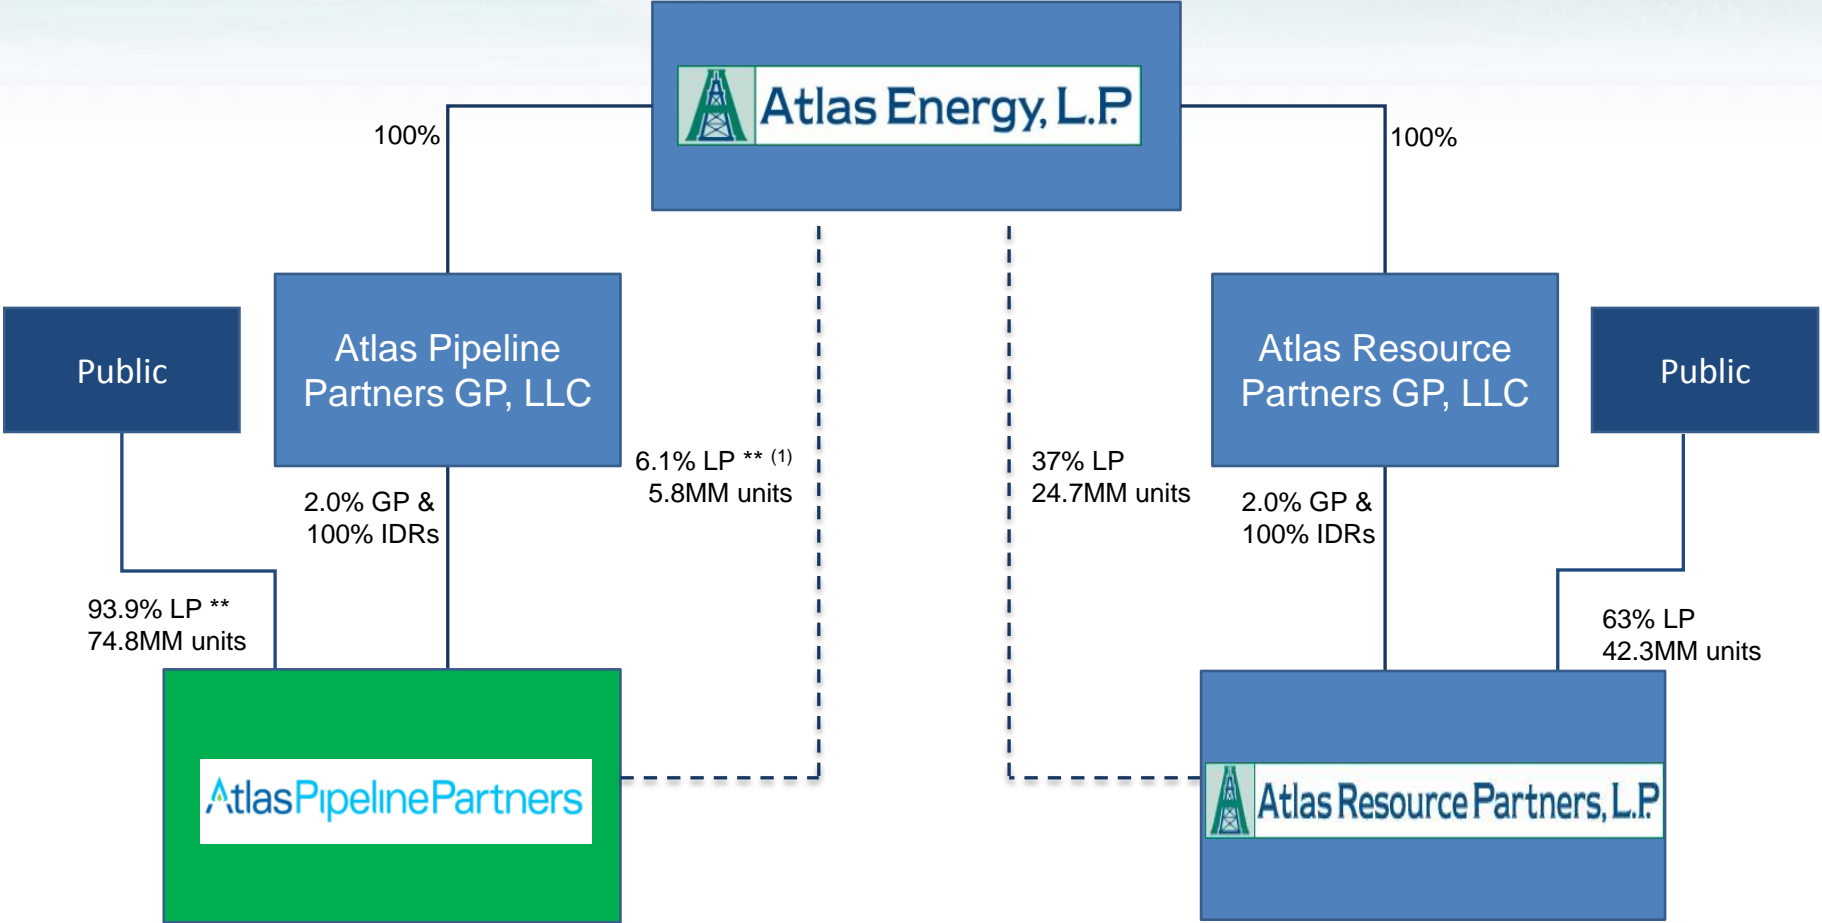 Atlas Energy, L.P.
100%
100%
Public
Atlas Pipeline
Partners GP, LLC
Atlas Resource
Partners GP, LLC
Public
6.1% LP ** (1)
5.8MM units
37% LP
24.7MM units
2.0% GP &
100% IDRs
2.0% GP &
100% IDRs
93.9% LP **
74.8MM units
63% LP
42.3MM units
AtlasPipelinePartners
Atlas Resource Partners, L.P.